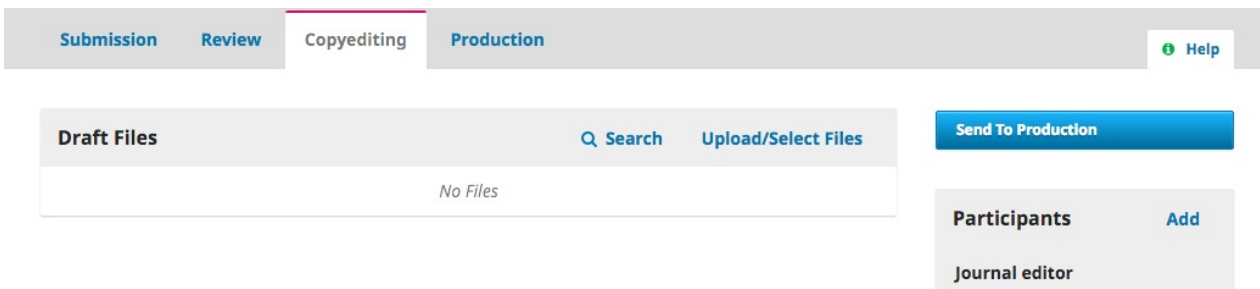 Submission Review Copyediting Production
Help
Draft Files Search Upload/Select Files
No Files
Send To Production
Participants Add
Journal editor